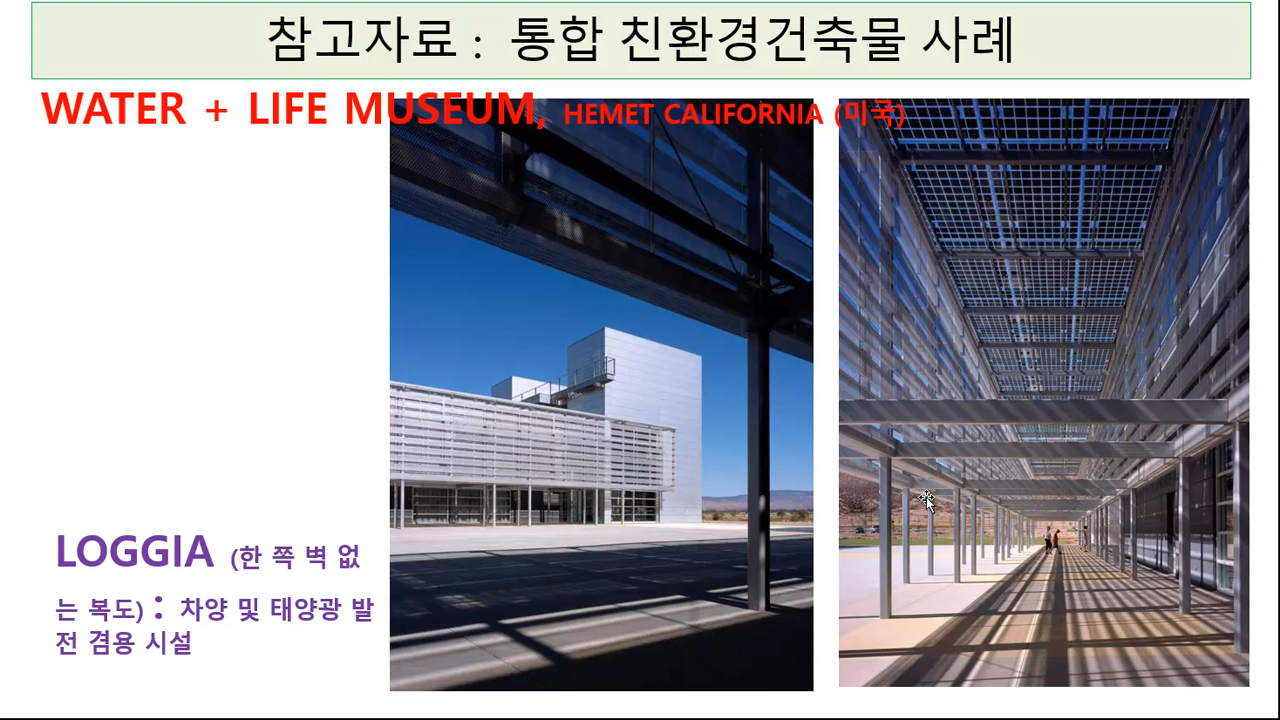 참고자료 : 통합 친환경건축물 사례
WATER + LIFE MUSEUM, HEMET CALIFORNIA (미국)
LOGGIA (한 쪽 벽 없
는 복도) : 차양 및 태양광 발
전 겸용 시설